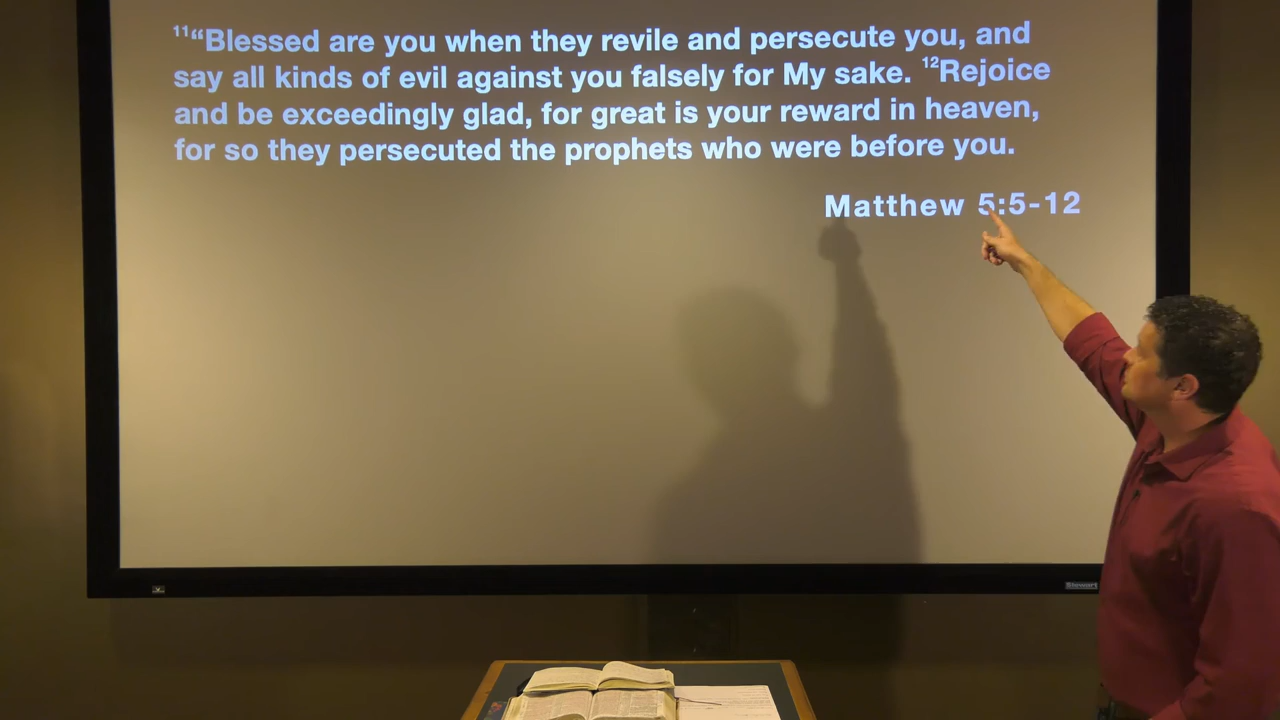 11“Blessed are you when they revile and persecute you, and
say all kinds of evil against you falsely for My sake. 12Rejoice
and be exceedingly glad, for great is your reward in heaven,
for so they persecuted the prophets who were before you.
Matthew 5:5-12
Stewart